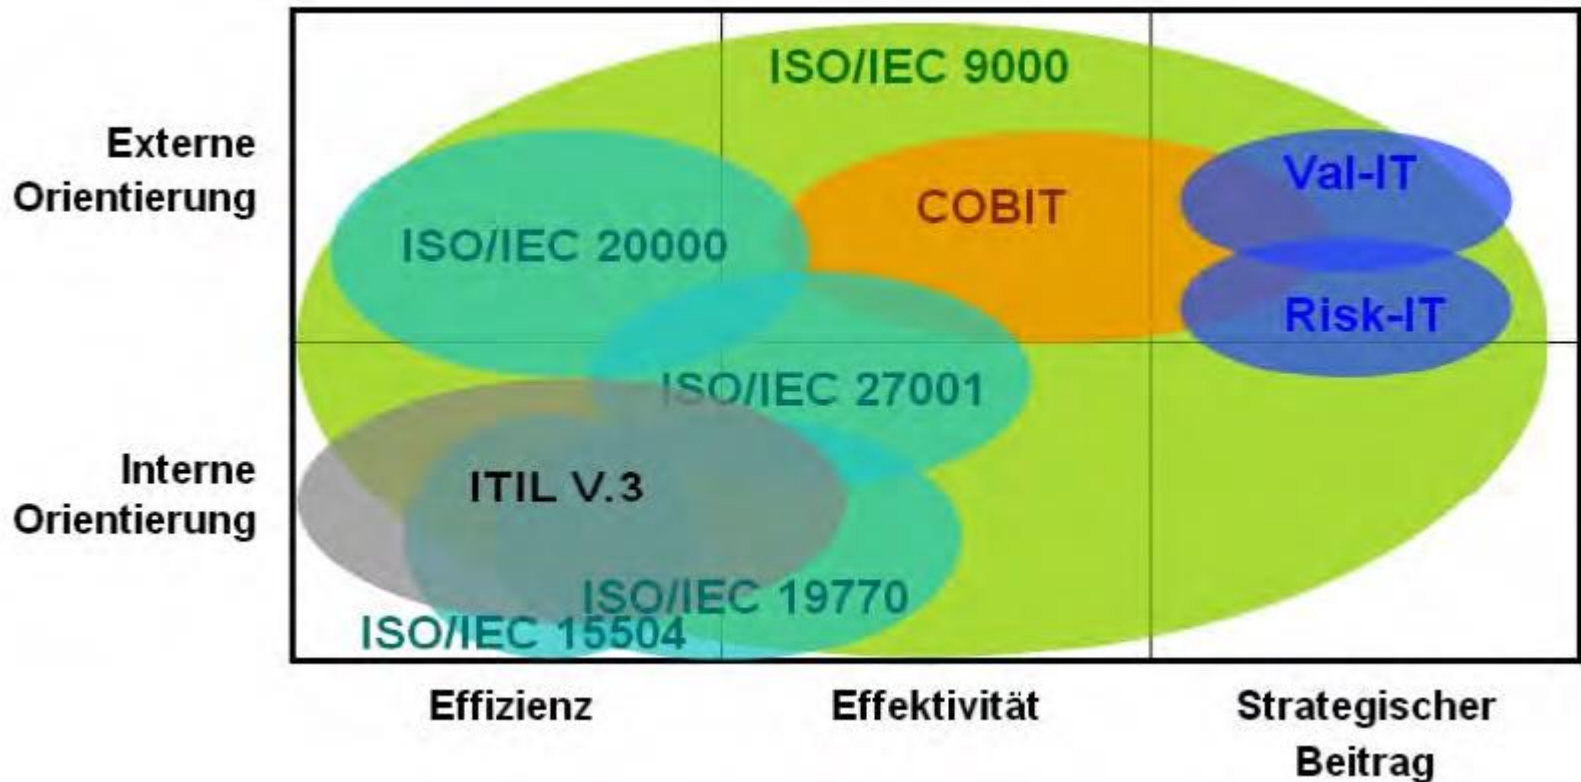 ISO/IEC 9000
Externe
Orientierung
Val-IT
COBIT
ISO/IEC 20000
Risk-IT
ISO/IEC 27001
Interne
Orientierung
ITIL V.3
ISO/IEC 19770
ISO/IEC 15504
Effizienz
Effektivität
Strategischer
Beitrag